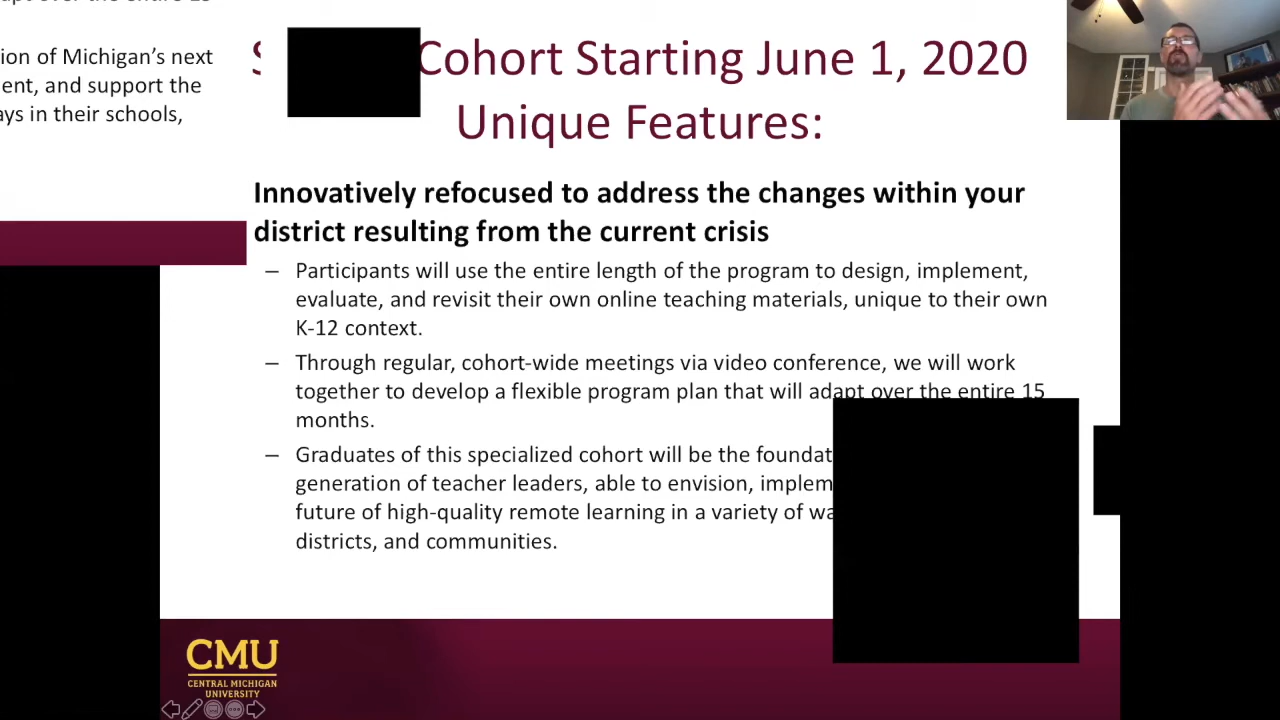 ion of Michigan’s next
ent, and support the
ays in their schools,
Cohort Starting June 1, 2020
Unique Features:
Innovatively refocused to address the changes within your
district resulting from the current crisis
– Participants will use the entire length of the program to design, implement,
evaluate, and revisit their own online teaching materials, unique to their own
K-12 context.
– Through regular, cohort-wide meetings via video conference, we will work
together to develop a flexible program plan that will adapt over the entire 15
months.
– Graduates of this specialized cohort will be the foundat
generation of teacher leaders, able to envision, implem
future of high-quality remote learning in a variety of wa
districts, and communities.
CMU
CENTRAL MICHIGAN
UNIVERSITY